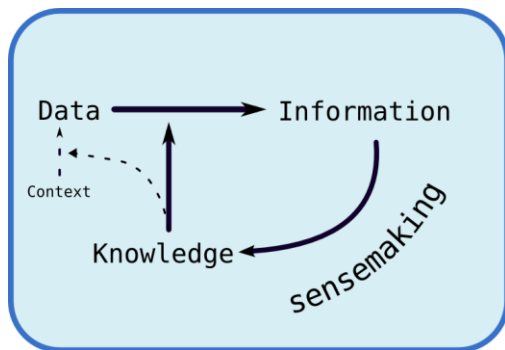 Data
Information
Context
Knowledge
sensemaking